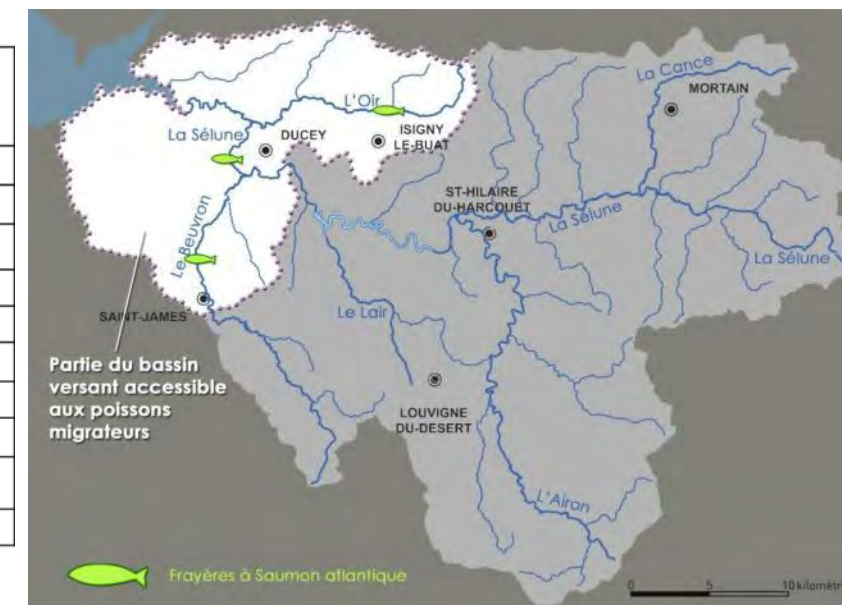 La Cance
MORTAIN
L'Oir
La Sélune
DUCEY
ISIGNY
LE-BUAT
ST-HILAIRE
DU-HARCOUËT
La Sélune
La Sélune
Le Beuvron
SAINT-JAMES
Le Lair
Partie du bassin
versant accessible
aux poissons
migrateurs
LOUVIGNE
DU-DESERT
L'Airon
Frayères à Saumon atlantique
0 5 10 kilomètr